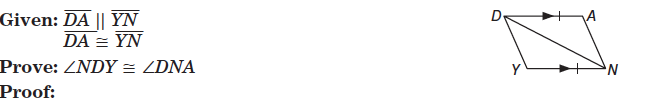 Given: DA || YN
DA ≅ YN
Prove: ∠NDY ≅ ∠DNA
Proof:
D A
Y N